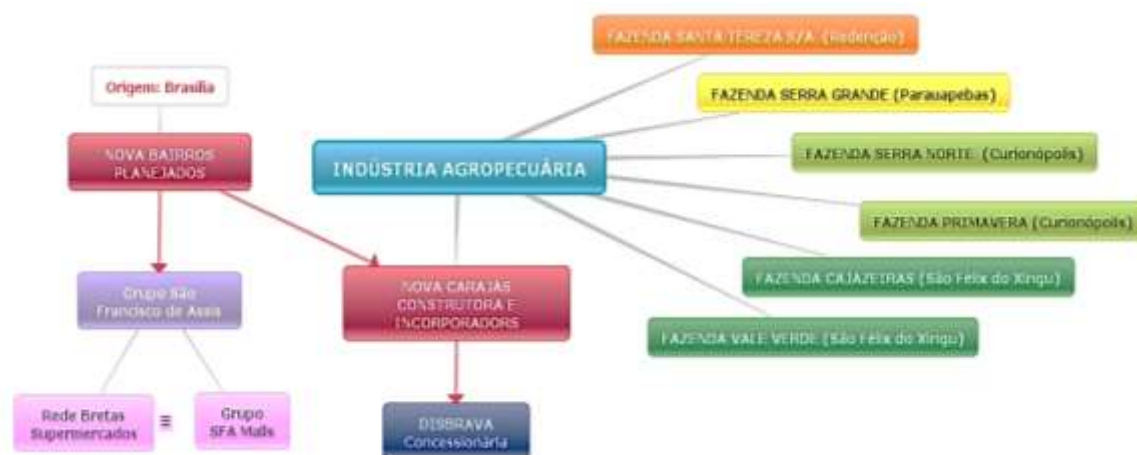 FAZENDA SANTA TEREZA S/A (Redenção)
Origem: Brasília
FAZENDA SERRA GRANDE (Parauapebas)
NOVA BAIRROS
PLANEJADOS
INDÚSTRIA AGROPECUÁRIA
FAZENDA SERRA NORTE (Curionópolis)
FAZENDA PRIMAVERA (Curionópolis)
Grupo São
Francisco de Assis
NOVA CARAJÁS
CONSTRUTORA E
INCORPORADORS
FAZENDA CAJAZEIRAS (São Félix do Xingu)
FAZENDA VALE VERDE (São Félix do Xingu)
Rede Bretas
Supermercados
≡
Grupo
SFA Malls
DISBRAVA
Concessionária